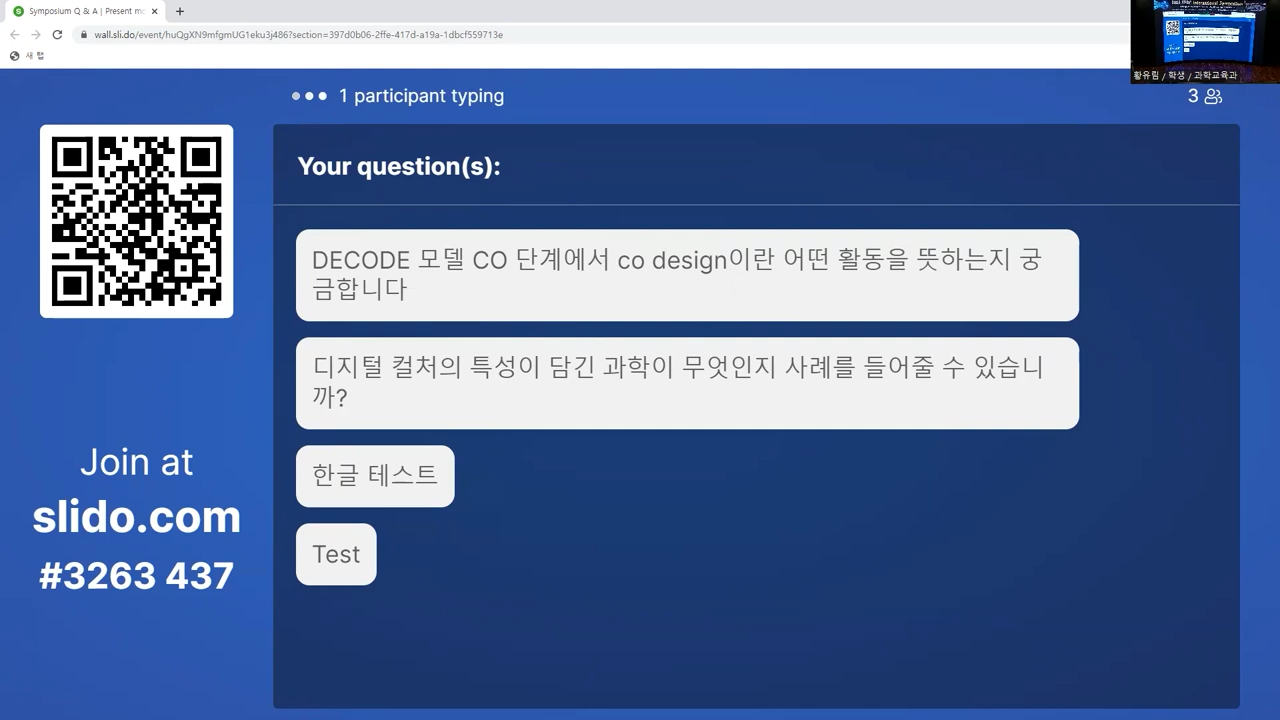 Symposium Q & A | Present mo
wall.sli.do/event/huQgXN9mfgmUG1eku3j486?section=397d0b06-2ffe-417d-a19a-1dbcf559713e
새 탭
황유림 / 학생 / 과학교육과
1 participant typing
3
Your question(s):
DECODE 모델 CO 단계에서 co design이란 어떤 활동을 뜻하는지 궁
금합니다
디지털 컬처의 특성이 담긴 과학이 무엇인지 사례를 들어줄 수 있습니
까?
한글 테스트
Test
Join at
slido.com
#3263 437